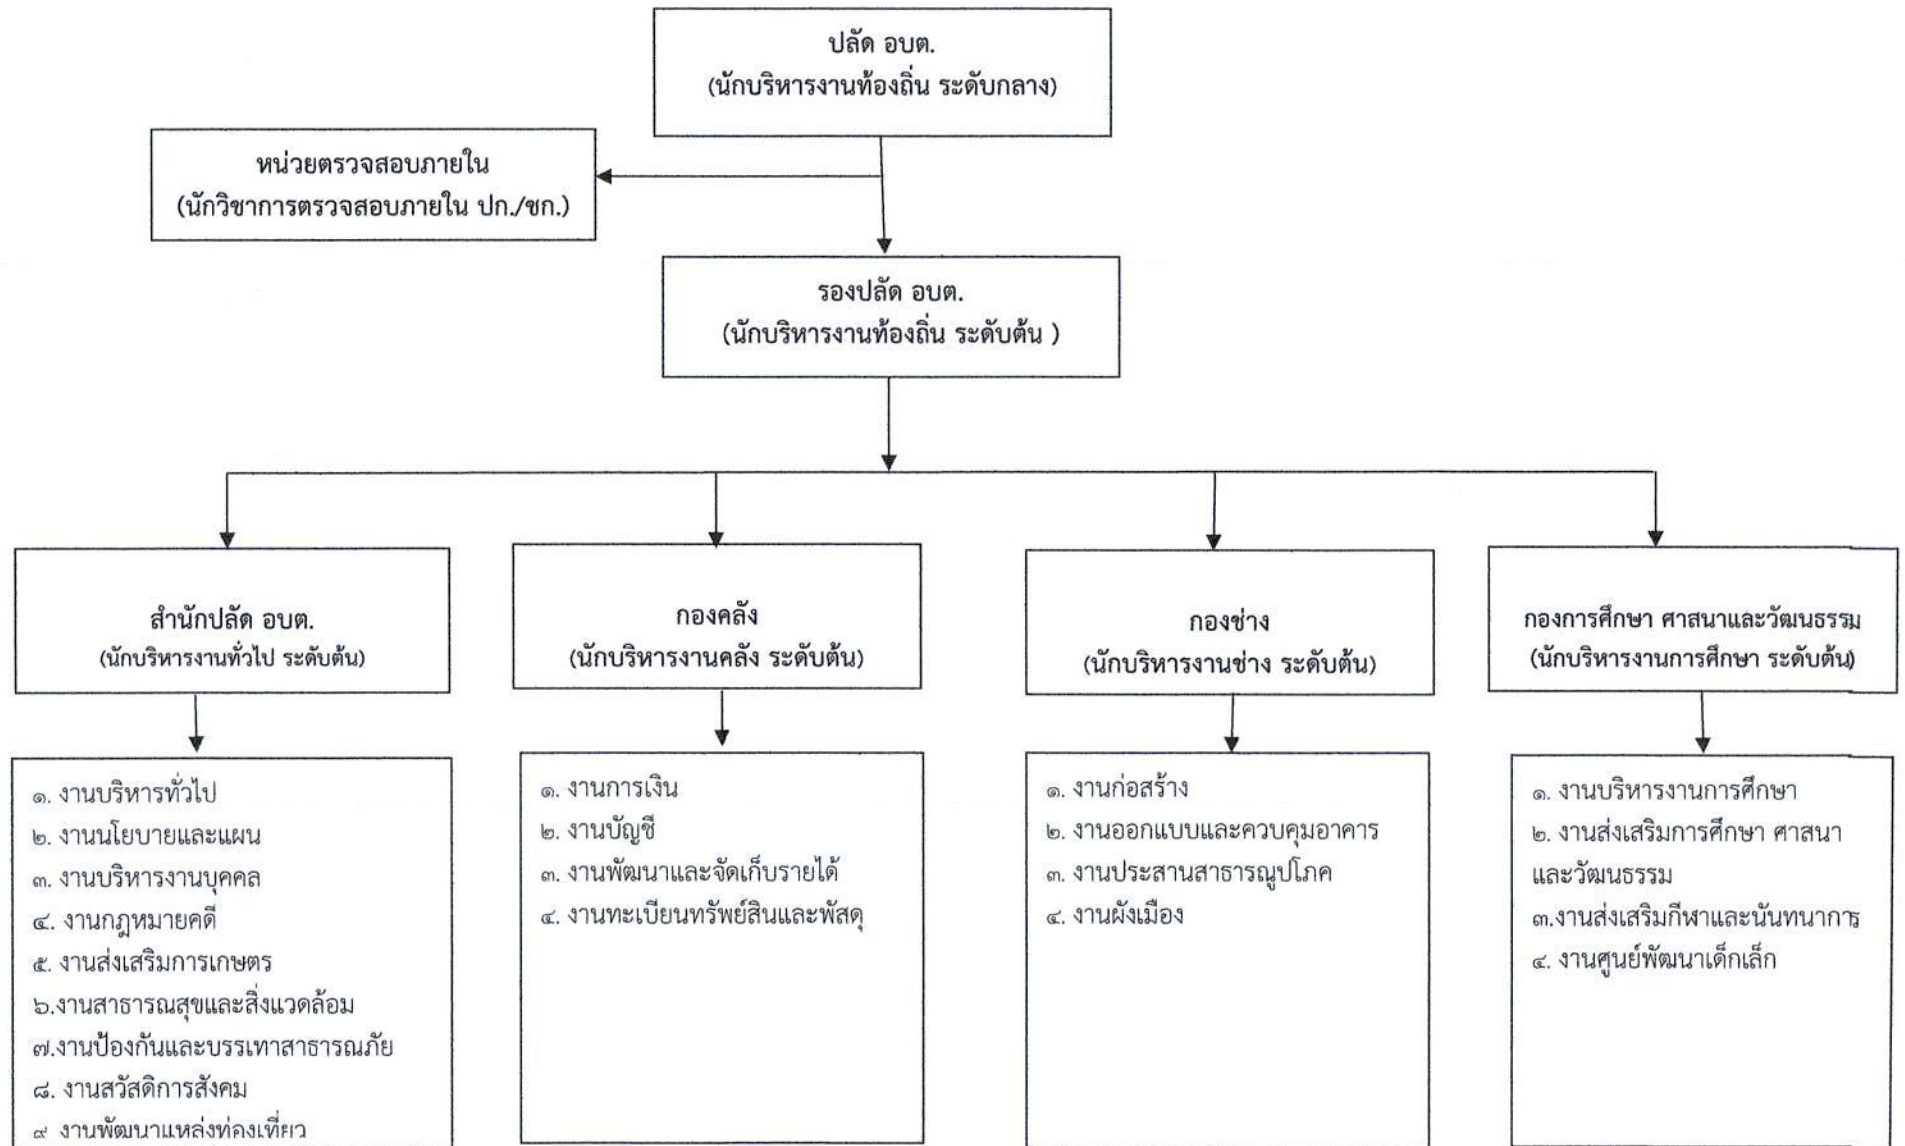 ปลัด อบต.
(นักบริหารงานท้องถิ่น ระดับกลาง)
หน่วยตรวจสอบภายใน
(นักวิชาการตรวจสอบภายใน ปก./ชก.)
รองปลัด อบต.
(นักบริหารงานท้องถิ่น ระดับต้น )
สำนักปลัด อบต.
(นักบริหารงานทั่วไป ระดับต้น)
กองคลัง
(นักบริหารงานคลัง ระดับต้น)
กองช่าง
(นักบริหารงานช่าง ระดับต้น)
กองการศึกษา ศาสนาและวัฒนธรรม
(นักบริหารงานการศึกษา ระดับต้น)
๑. งานบริหารทั่วไป
๒. งานนโยบายและแผน
๓. งานบริหารงานบุคคล
๔. งานกฎหมายคดี
๕. งานส่งเสริมการเกษตร
๖.งานสาธารณสุขและสิ่งแวดล้อม
๗.งานป้องกันและบรรเทาสาธารณภัย
๘. งานสวัสดิการสังคม
๙ งานพัฒนาแหล่งท่องเที่ยว
๑. งานการเงิน
๒. งานบัญชี
๓. งานพัฒนาและจัดเก็บรายได้
๔. งานทะเบียนทรัพย์สินและพัสดุ
๑. งานก่อสร้าง
๒. งานออกแบบและควบคุมอาคาร
๓. งานประสานสาธารณูปโภค
๔. งานผังเมือง
๑. งานบริหารงานการศึกษา
๒. งานส่งเสริมการศึกษา ศาสนา
และวัฒนธรรม
๓.งานส่งเสริมกีฬาและนันทนาการ
๔. งานศูนย์พัฒนาเด็กเล็ก